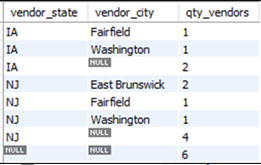 vendor_state vendor_city qty_vendors
IA Fairfield 1
IA Washington 1
IA NULL 2
NJ East Brunswick 2
NJ Fairfield 1
NJ Washington 1
NJ NULL 4
NULL NULL 6